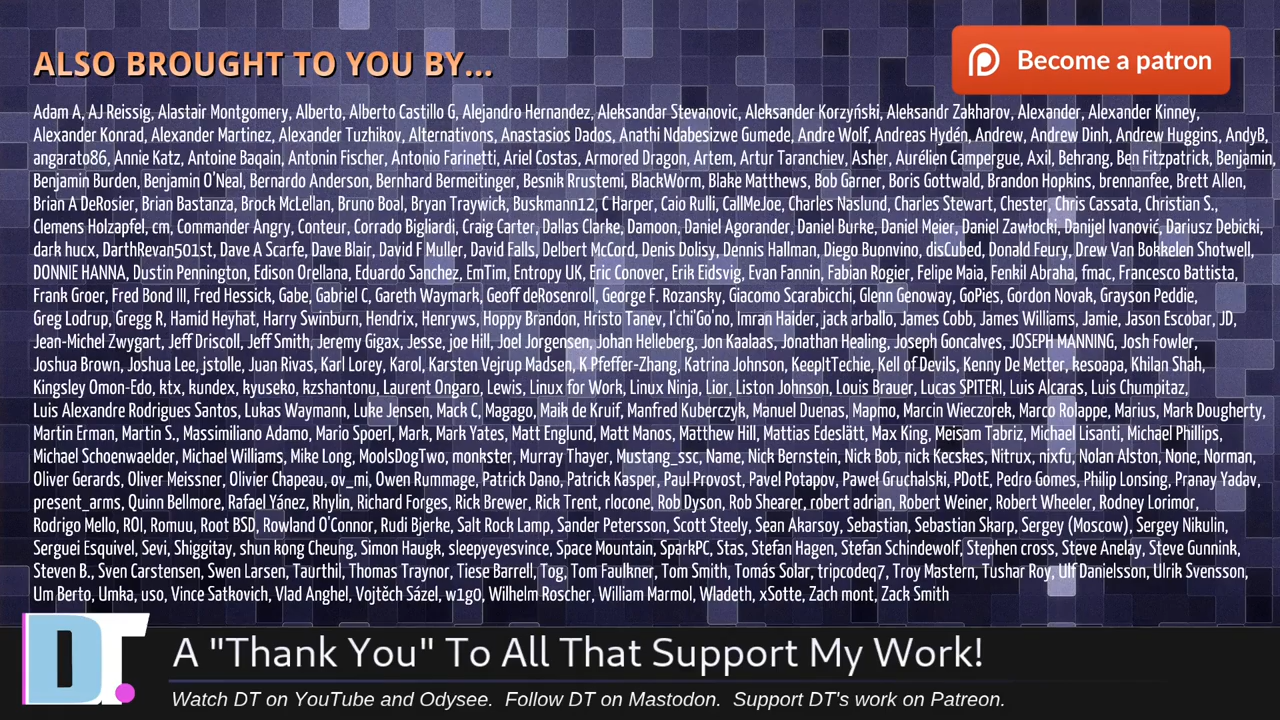 ALSO BROUGHT TO YOU BY...
Become a patron
Adam A, AJ Reissig, Alastair Montgomery, Alberto, Alberto Castillo G, Alejandro Hernandez, Aleksandar Stevanovic, Aleksander Korzyński, Aleksandr Zakharov, Alexander, Alexander Kinney,
Alexander Konrad, Alexander Martinez, Alexander Tuzhikov, Alternativons, Anastasios Dados, Anathi Ndabesizwe Gumede, Andre Wolf, Andreas Hydén, Andrew, Andrew Dinh, Andrew Huggins, AndyB,
angarato86, Annie Katz, Antoine Baqain, Antonin Fischer, Antonio Farinetti, Ariel Costas, Armored Dragon, Artem, Artur Taranchiev, Asher, Aurélien Campergue, Axil, Behrang, Ben Fitzpatrick, Benjamin,
Benjamin Burden, Benjamin O'Neal, Bernardo Anderson, Bernhard Bermeitinger, Besnik Rrustemi, BlackWorm, Blake Matthews, Bob Garner, Boris Gottwald, Brandon Hopkins, brennanfee, Brett Allen,
Brian A DeRosier, Brian Bastanza, Brock McLellan, Bruno Boal, Bryan Traywick, Buskmann12, C Harper, Caio Rulli, CallMeJoe, Charles Naslund, Charles Stewart, Chester, Chris Cassata, Christian S.,
Clemens Holzapfel, cm, Commander Angry, Conteur, Corrado Bigliardi, Craig Carter, Dallas Clarke, Damoon, Daniel Agorander, Daniel Burke, Daniel Meier, Daniel Zawłocki, Danijel Ivanović, Dariusz Debicki,
dark hucx, DarthRevan501st, Dave A Scarfe, Dave Blair, David F Muller, David Falls, Delbert McCord, Denis Dolisy, Dennis Hallman, Diego Buonvino, disCubed, Donald Feury, Drew Van Bokkelen Shotwell,
DONNIE HANNA, Dustin Pennington, Edison Orellana, Eduardo Sanchez, EmTim, Entropy UK, Eric Conover, Erik Eidsvig, Evan Fannin, Fabian Rogier, Felipe Maia, Fenkil Abraha, fmac, Francesco Battista,
Frank Groer, Fred Bond III, Fred Hessick, Gabe, Gabriel C, Gareth Waymark, Geoff deRosenroll, George F. Rozansky, Giacomo Scarabicchi, Glenn Genoway, GoPies, Gordon Novak, Grayson Peddie,
Greg Lodrup, Gregg R, Hamid Heyhat, Harry Swinburn, Hendrix, Henryws, Hoppy Brandon, Hristo Tanev, I'chi'Go'no, Imran Haider, jack arballo, James Cobb, James Williams, Jamie, Jason Escobar, JD,
Jean-Michel Zwygart, Jeff Driscoll, Jeff Smith, Jeremy Gigax, Jesse, joe Hill, Joel Jorgensen, Johan Helleberg, Jon Kaalaas, Jonathan Healing, Joseph Goncalves, JOSEPH MANNING, Josh Fowler,
Joshua Brown, Joshua Lee, jstolle, Juan Rivas, Karl Lorey, Karol, Karsten Vejrup Madsen, K Pfeffer-Zhang, Katrina Johnson, KeepItTechie, Kell of Devils, Kenny De Metter, kesoapa, Khilan Shah,
Kingsley Omon-Edo, ktx, kundex, kyuseko, kzshantonu, Laurent Ongaro, Lewis, Linux for Work, Linux Ninja, Lior, Liston Johnson, Louis Brauer, Lucas SPITERI, Luis Alcaras, Luis Chumpitaz,
Luis Alexandre Rodrigues Santos, Lukas Waymann, Luke Jensen, Mack C, Magago, Maik de Kruif, Manfred Kuberczyk, Manuel Duenas, Mapmo, Marcin Wieczorek, Marco Rolappe, Marius, Mark Dougherty,
Martin Erman, Martin S., Massimiliano Adamo, Mario Spoerl, Mark, Mark Yates, Matt Englund, Matt Manos, Matthew Hill, Mattias Edeslätt, Max King, Meisam Tabriz, Michael Lisanti, Michael Phillips,
Michael Schoenwaelder, Michael Williams, Mike Long, MoolsDogTwo, monkster, Murray Thayer, Mustang_ssc, Name, Nick Bernstein, Nick Bob, nick Kecskes, Nitrux, nixfu, Nolan Alston, None, Norman,
Oliver Gerards, Oliver Meissner, Olivier Chapeau, ov_mi, Owen Rummage, Patrick Dano, Patrick Kasper, Paul Provost, Pavel Potapov, Paweł Gruchalski, PDotE, Pedro Gomes, Philip Lonsing, Pranay Yadav,
present_arms, Quinn Bellmore, Rafael Yánez, Rhylin, Richard Forges, Rick Brewer, Rick Trent, rlocone, Rob Dyson, Rob Shearer, robert adrian, Robert Weiner, Robert Wheeler, Rodney Lorimor,
Rodrigo Mello, ROI, Romuu, Root BSD, Rowland O'Connor, Rudi Bjerke, Salt Rock Lamp, Sander Petersson, Scott Steely, Sean Akarsoy, Sebastian, Sebastian Skarp, Sergey (Moscow), Sergey Nikulin,
Serguei Esquivel, Sevi, Shiggitay, shun kong Cheung, Simon Haugk, sleepyeyesvince, Space Mountain, SparkPC, Stas, Stefan Hagen, Stefan Schindewolf, Stephen cross, Steve Anelay, Steve Gunnink,
Steven B., Sven Carstensen, Swen Larsen, Taurthil, Thomas Traynor, Tiese Barrell, Tog, Tom Faulkner, Tom Smith, Tomás Solar, tripcodeq7, Troy Mastern, Tushar Roy, Ulf Danielsson, Ulrik Svensson,
Um Berto, Umka, uso, Vince Satkovich, Vlad Anghel, Vojtěch Sázel, w1g0, Wilhelm Roscher, William Marmol, Wladeth, xSotte, Zach mont, Zack Smith
DT
A "Thank You" To All That Support My Work!
Watch DT on YouTube and Odysee. Follow DT on Mastodon. Support DT's work on Patreon.